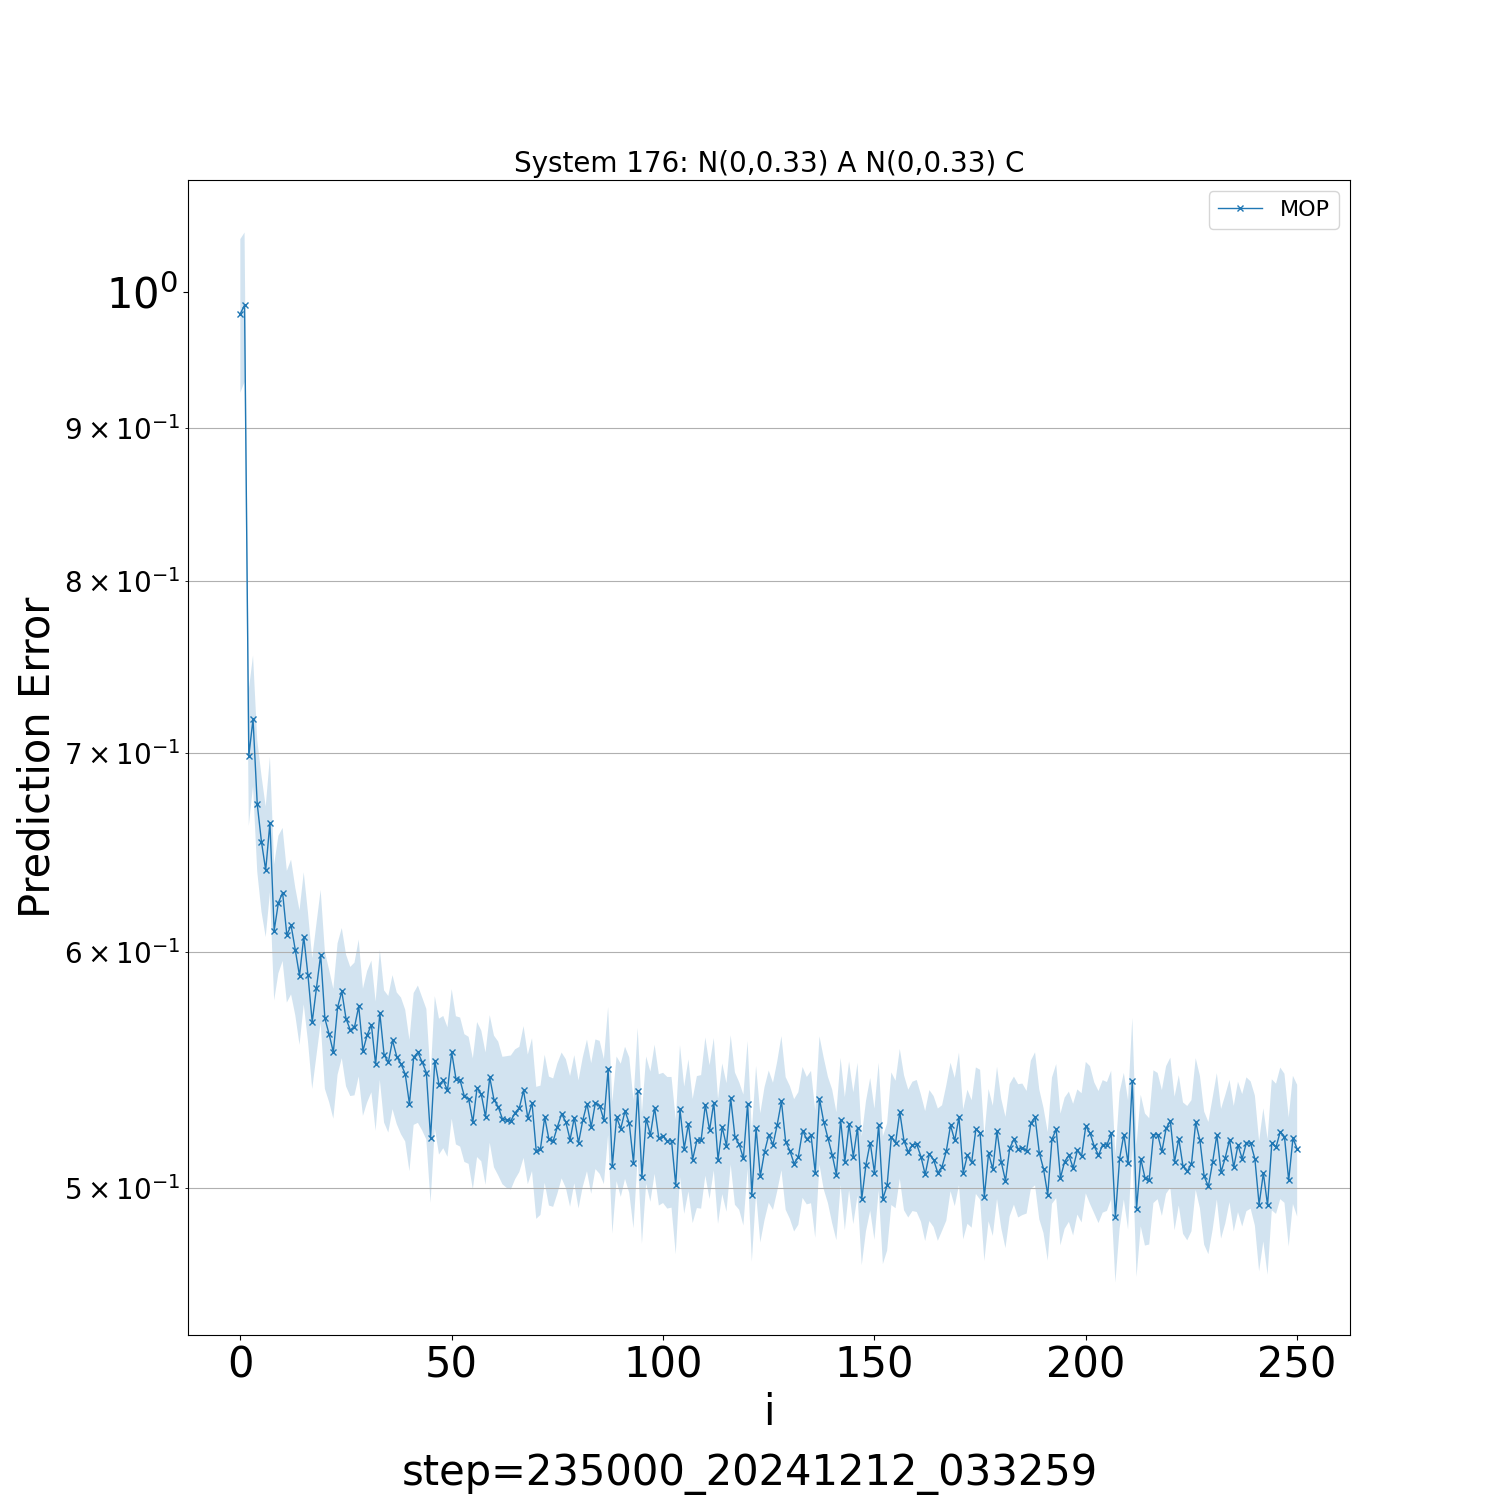 System 176: N(0,0.33) A N(0,0.33) C
MOP
10⁰
9 × 10⁻¹
8 × 10⁻¹
7 × 10⁻¹
6 × 10⁻¹
5 × 10⁻¹
Prediction Error
0 50 100 150 200 250
i
step=235000_20241212_033259